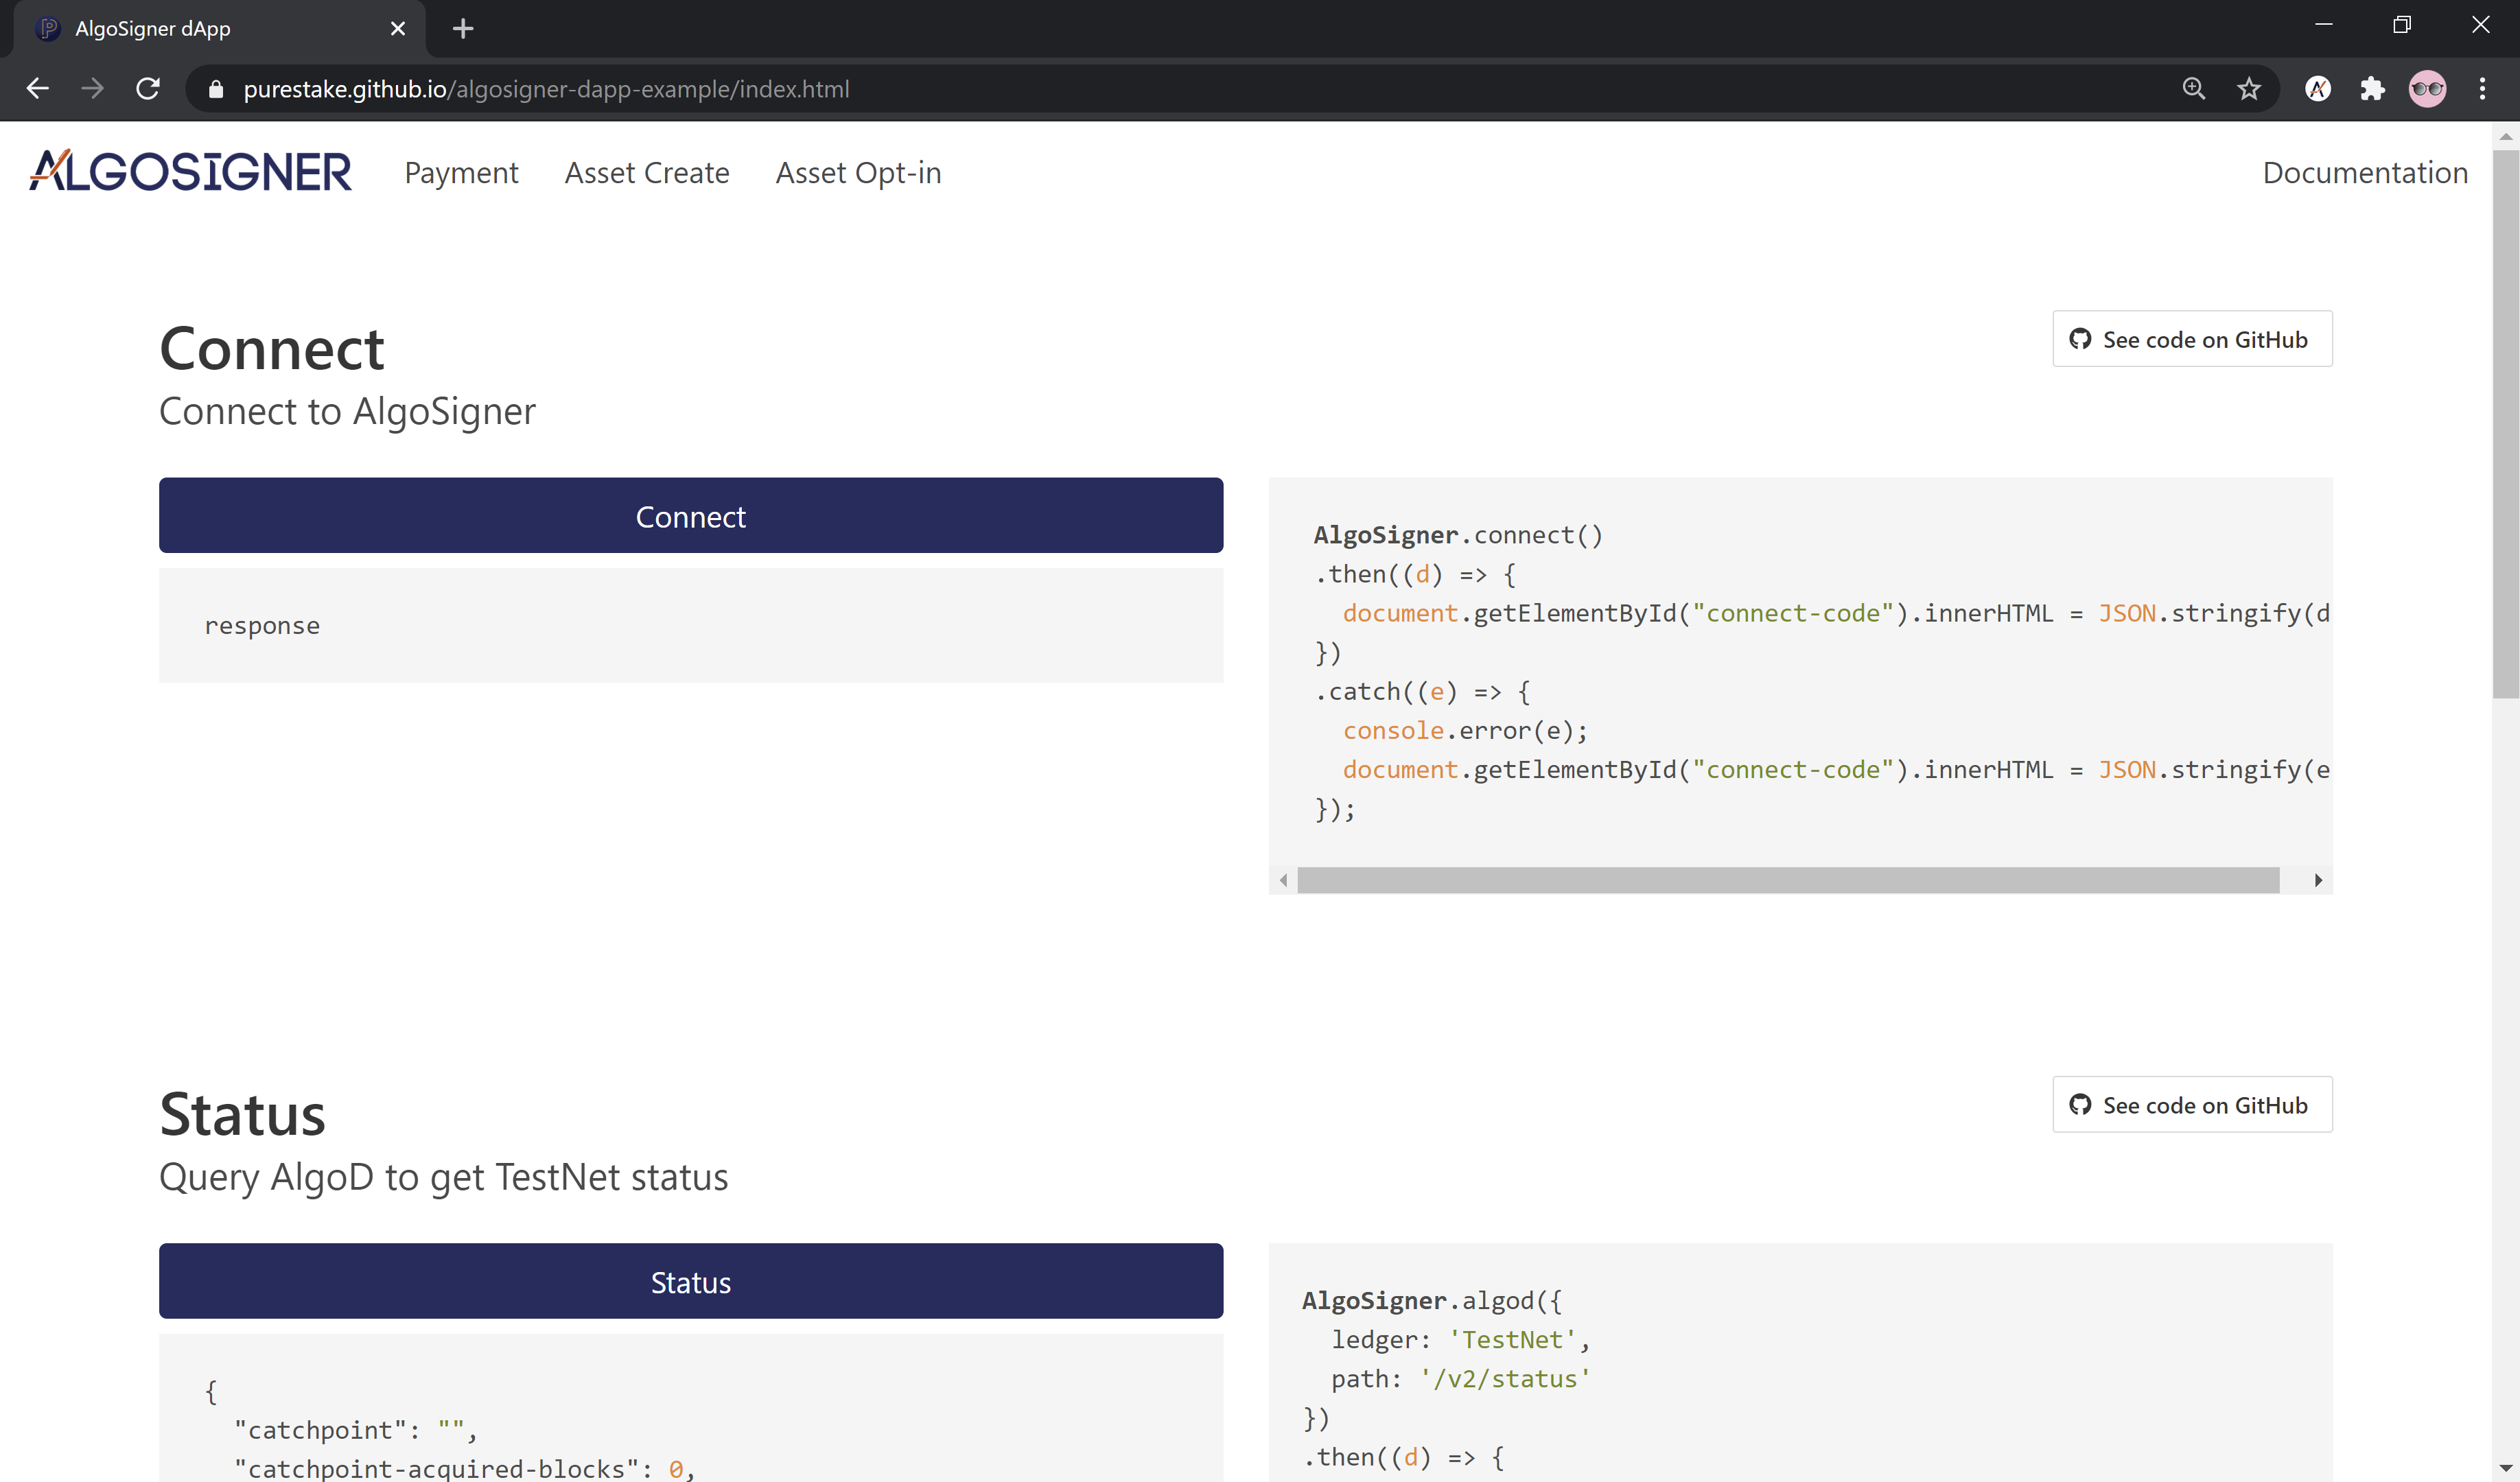 AlgoSigner dApp
purestake.github.io/algosigner-dapp-example/index.html
ALGOSIGNER Payment Asset Create Asset Opt-in Documentation
Connect
See code on GitHub
Connect to AlgoSigner
Connect
response
AlgoSigner.connect()
.then((d) => {
  document.getElementById("connect-code").innerHTML = JSON.stringify(d
})
.catch((e) => {
  console.error(e);
  document.getElementById("connect-code").innerHTML = JSON.stringify(e
});
Status
See code on GitHub
Query AlgoD to get TestNet status
Status
{
  "catchpoint": "",
  "catchpoint-acquired-blocks": 0,
AlgoSigner.algod({
  ledger: 'TestNet',
  path: '/v2/status'
})
.then((d) => {